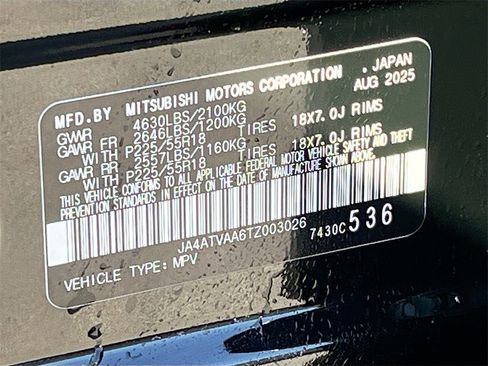 MFD.BY MITSUBISHI MOTORS CORPORATION , JAPAN
AUG 2025
GVWR 4630LBS/2100KG
GAWR FR 2646LBS/1200KG
WITH P225/55R18 TIRES 18X7.0J RIMS
GAWR RR 2557LBS/1160KG
WITH P225/55R18 TIRES 18X7.0J RIMS
THIS VEHICLE CONFORMS TO ALL APPLICABLE FEDERAL MOTOR VEHICLE SAFETY AND THEFT
PREVENTION STANDARDS IN EFFECT ON THE DATE OF MANUFACTURE SHOWN ABOVE.
JA4ATVAA6TZ003026 7430C 536
VEHICLE TYPE: MPV